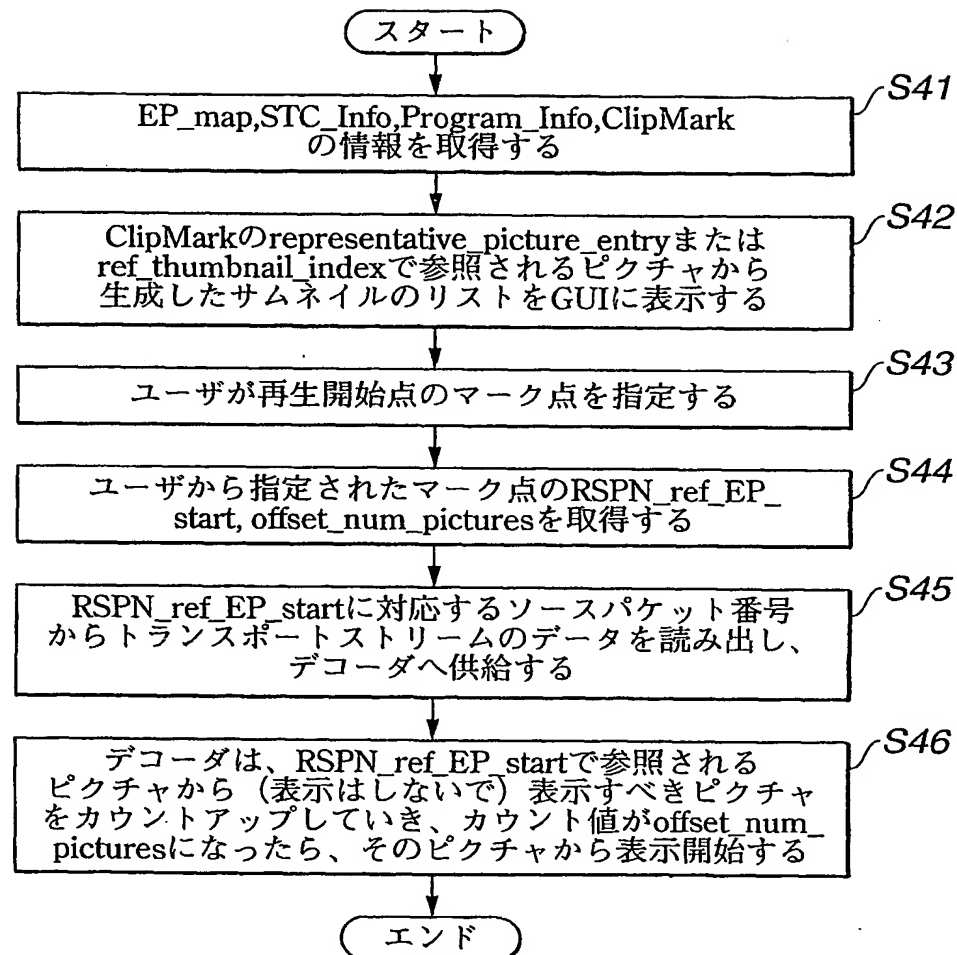 スタート
S41
EP_map,STC_Info,Program_Info,ClipMark
の情報を取得する
S42
ClipMarkのrepresentative_picture_entryまたは
ref_thumbnail_indexで参照されるピクチャから
生成したサムネイルのリストをGUIに表示する
S43
ユーザが再生開始点のマーク点を指定する
S44
ユーザから指定されたマーク点のRSPN_ref_EP_
start, offset_num_picturesを取得する
S45
RSPN_ref_EP_startに対応するソースパケット番号
からトランスポートストリームのデータを読み出し、
デコーダへ供給する
S46
デコーダは、RSPN_ref_EP_startで参照される
ピクチャから（表示はしないで）表示すべきピクチャ
をカウントアップしていき、カウント値がoffset_num_
picturesになったら、そのピクチャから表示開始する
エンド